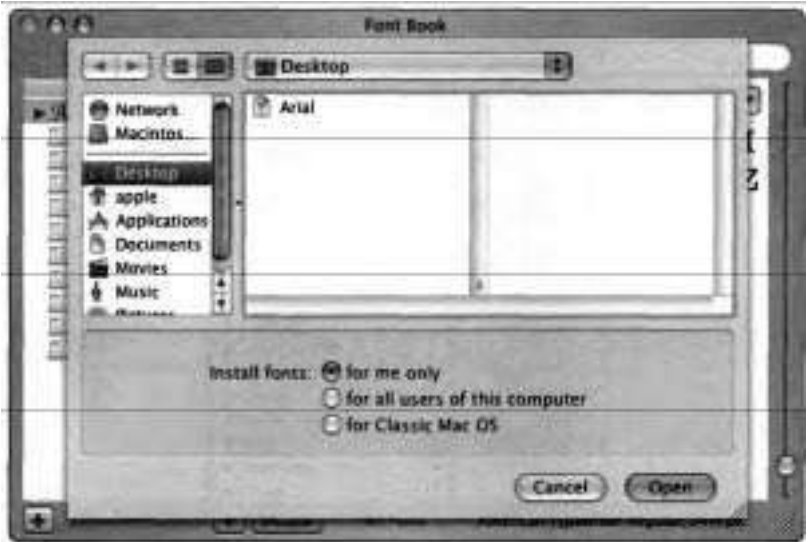 Font Book
Desktop
Network
Macintos...
Desktop
apple
Applications
Documents
Movies
Music
Pictures
Arial
Install fonts: for me only
for all users of this computer
for Classic Mac OS
Cancel Open